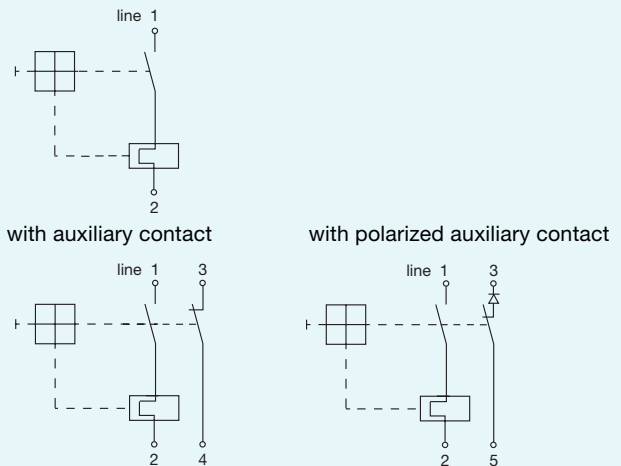 line 1
2
with auxiliary contact
with polarized auxiliary contact
line 1 3
line 1 3
2 4
2 5